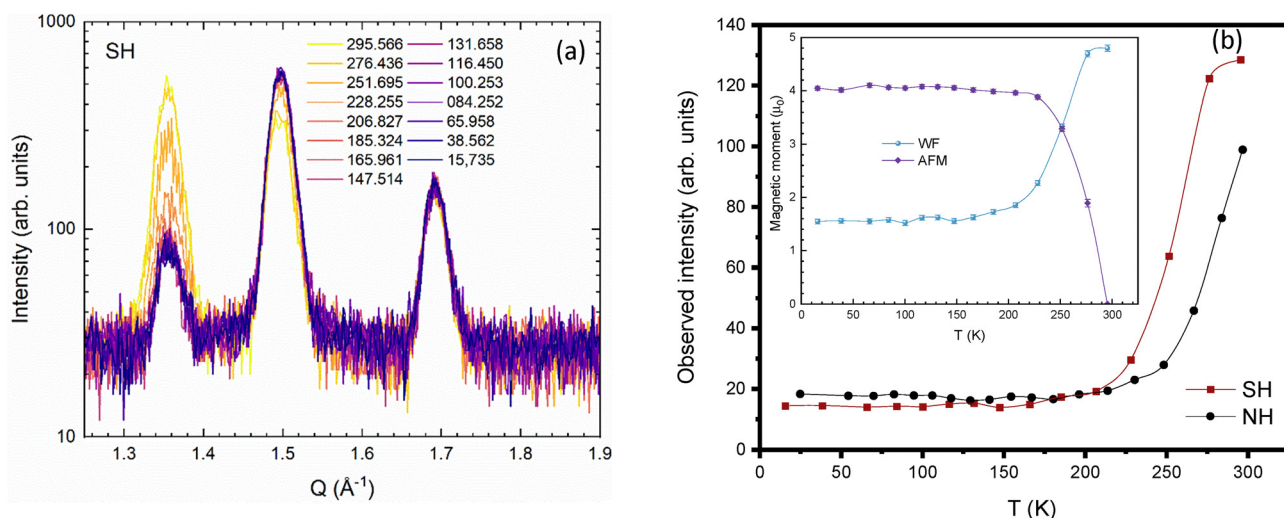 SH
(a)
295.566 131.658
276.436 116.450
251.695 100.253
228.255 084.252
206.827 65.958
185.324 38.562
165.961 15,735
147.514
1000
100
10
Intensity (arb. units)
1.3 1.4 1.5 1.6 1.7 1.8 1.9
Q (Å⁻¹)
(b)
140
120
100
80
60
40
20
0
Observed intensity (arb. units)
0 50 100 150 200 250 300
T (K)
SH
NH
5
4
3
2
1
0
Magnetic moment (μ₀)
WF
AFM
0 50 100 150 200 250 300
T (K)